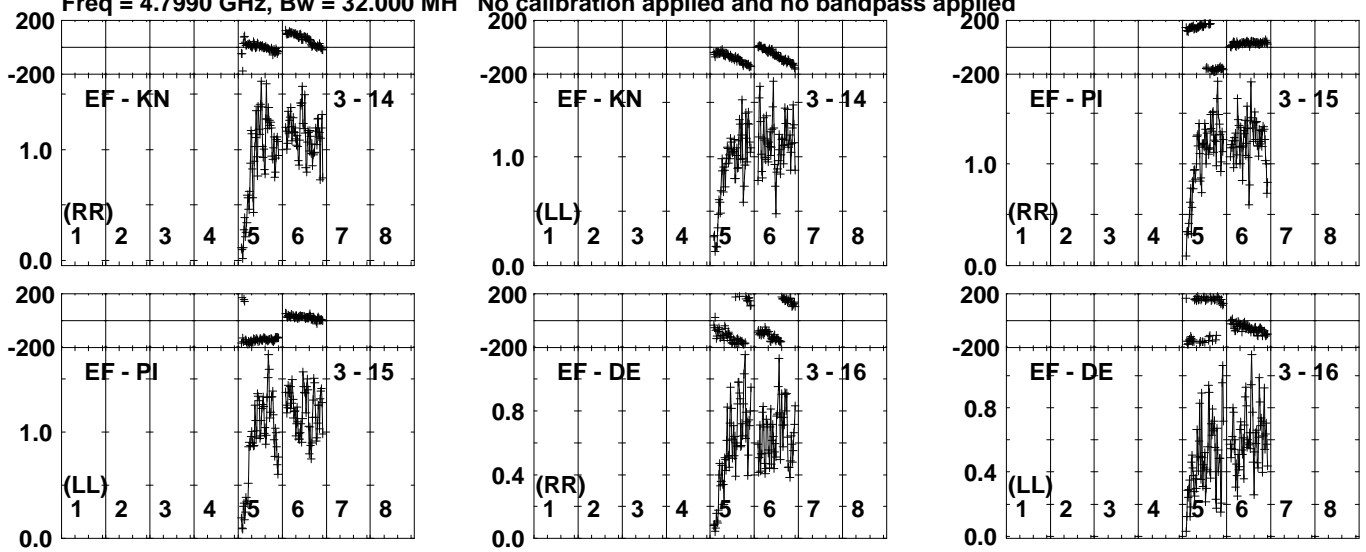 Freq = 4.7990 GHz, Bw = 32.000 MH No calibration applied and no bandpass applied
200 200 200
-200 -200 -200
EF - KN 3 - 14 EF - KN 3 - 14 EF - PI 3 - 15
1.0 1.0 1.0
(RR) (LL) (RR)
1 2 3 4 5 6 7 8 1 2 3 4 5 6 7 8 1 2 3 4 5 6 7 8
0.0 0.0 0.0
200 200 200
-200 -200 -200
EF - PI 3 - 15 EF - DE 3 - 16 EF - DE 3 - 16
1.0 0.8 0.8
0.4 0.4
(LL) (RR) (LL)
1 2 3 4 5 6 7 8 1 2 3 4 5 6 7 8 1 2 3 4 5 6 7 8
0.0 0.0 0.0